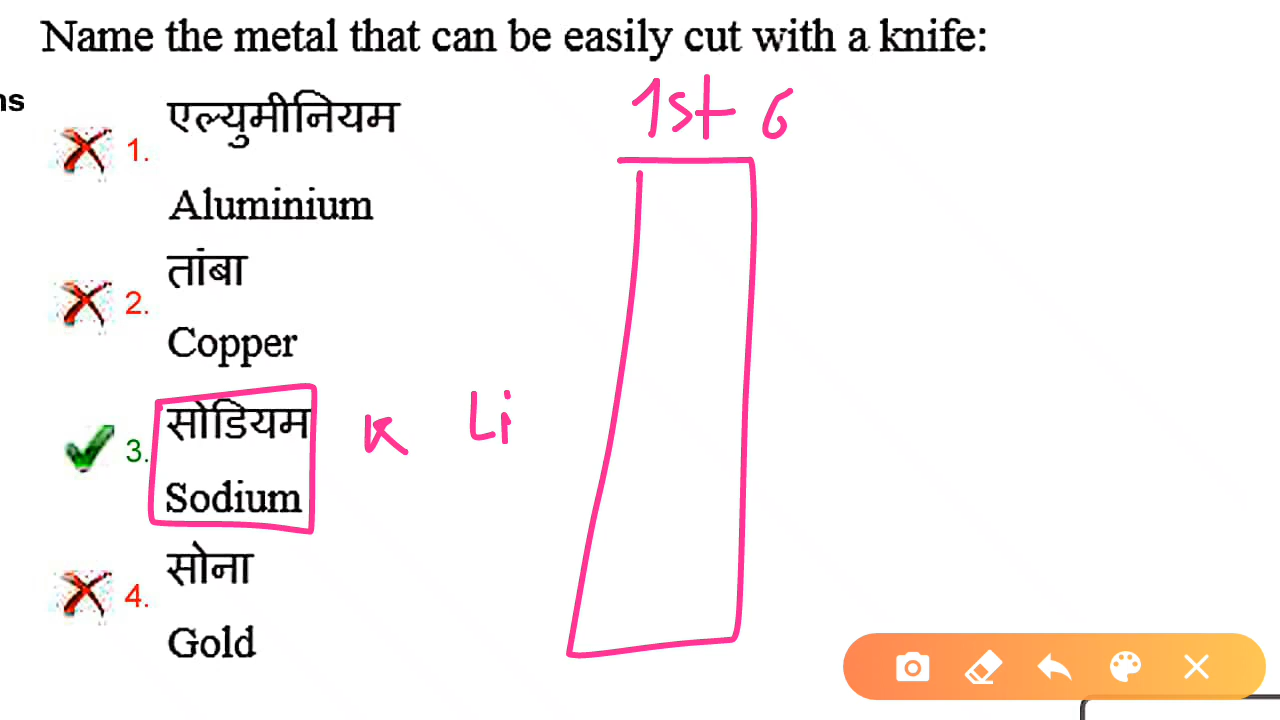 Name the metal that can be easily cut with a knife:
ns
1st G
1. एल्युमीनियम
Aluminium
2. तांबा
Copper
3. सोडियम
Sodium
K Li
4. सोना
Gold